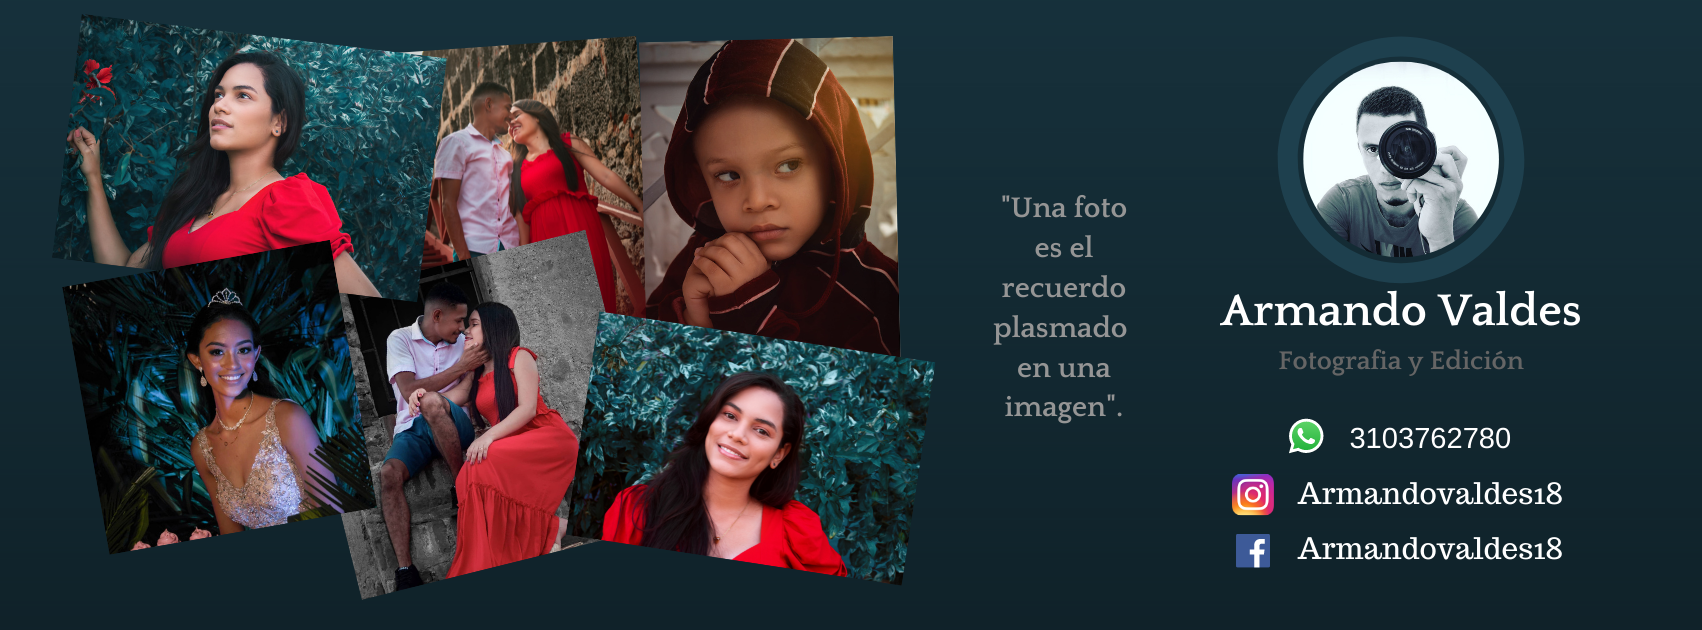 "Una foto
es el
recuerdo
plasmado
en una
imagen".
Armando Valdes
Fotografia y Edición
3103762780
Armandovaldes18
Armandovaldes18